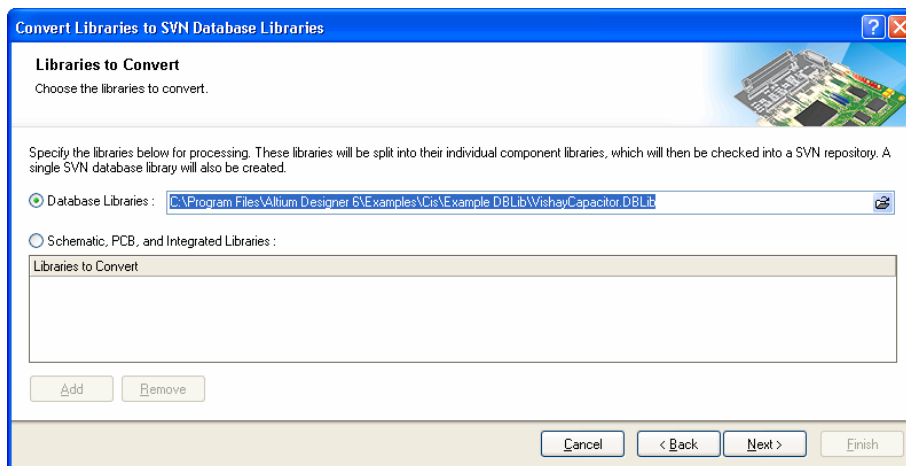 Convert Libraries to SVN Database Libraries
Libraries to Convert
Choose the libraries to convert.
Specify the libraries below for processing. These libraries will be split into their individual component libraries, which will then be checked into a SVN repository. A
single SVN database library will also be created.
Database Libraries : C:\Program Files\Altium Designer 6\Examples\Cis\Example DBLib\VishayCapacitor.DBLib
Schematic, PCB, and Integrated Libraries :
Libraries to Convert
Add Remove
Cancel < Back Next > Finish